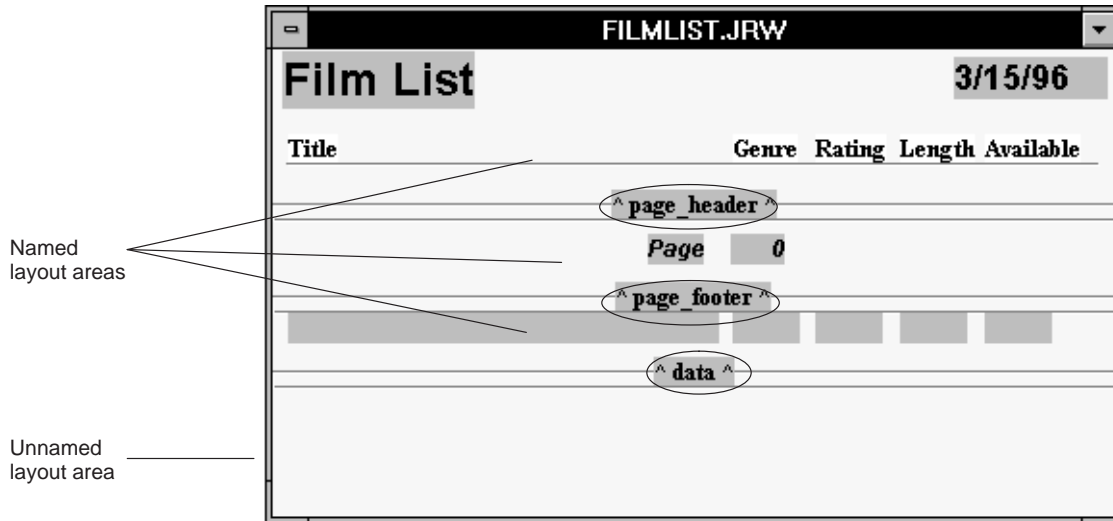 FILMLIST.JRW
Film List 3/15/96
Title Genre Rating Length Available
^ page_header ^
Named
layout areas
Page 0
^ page_footer ^
^ data ^
Unnamed
layout area